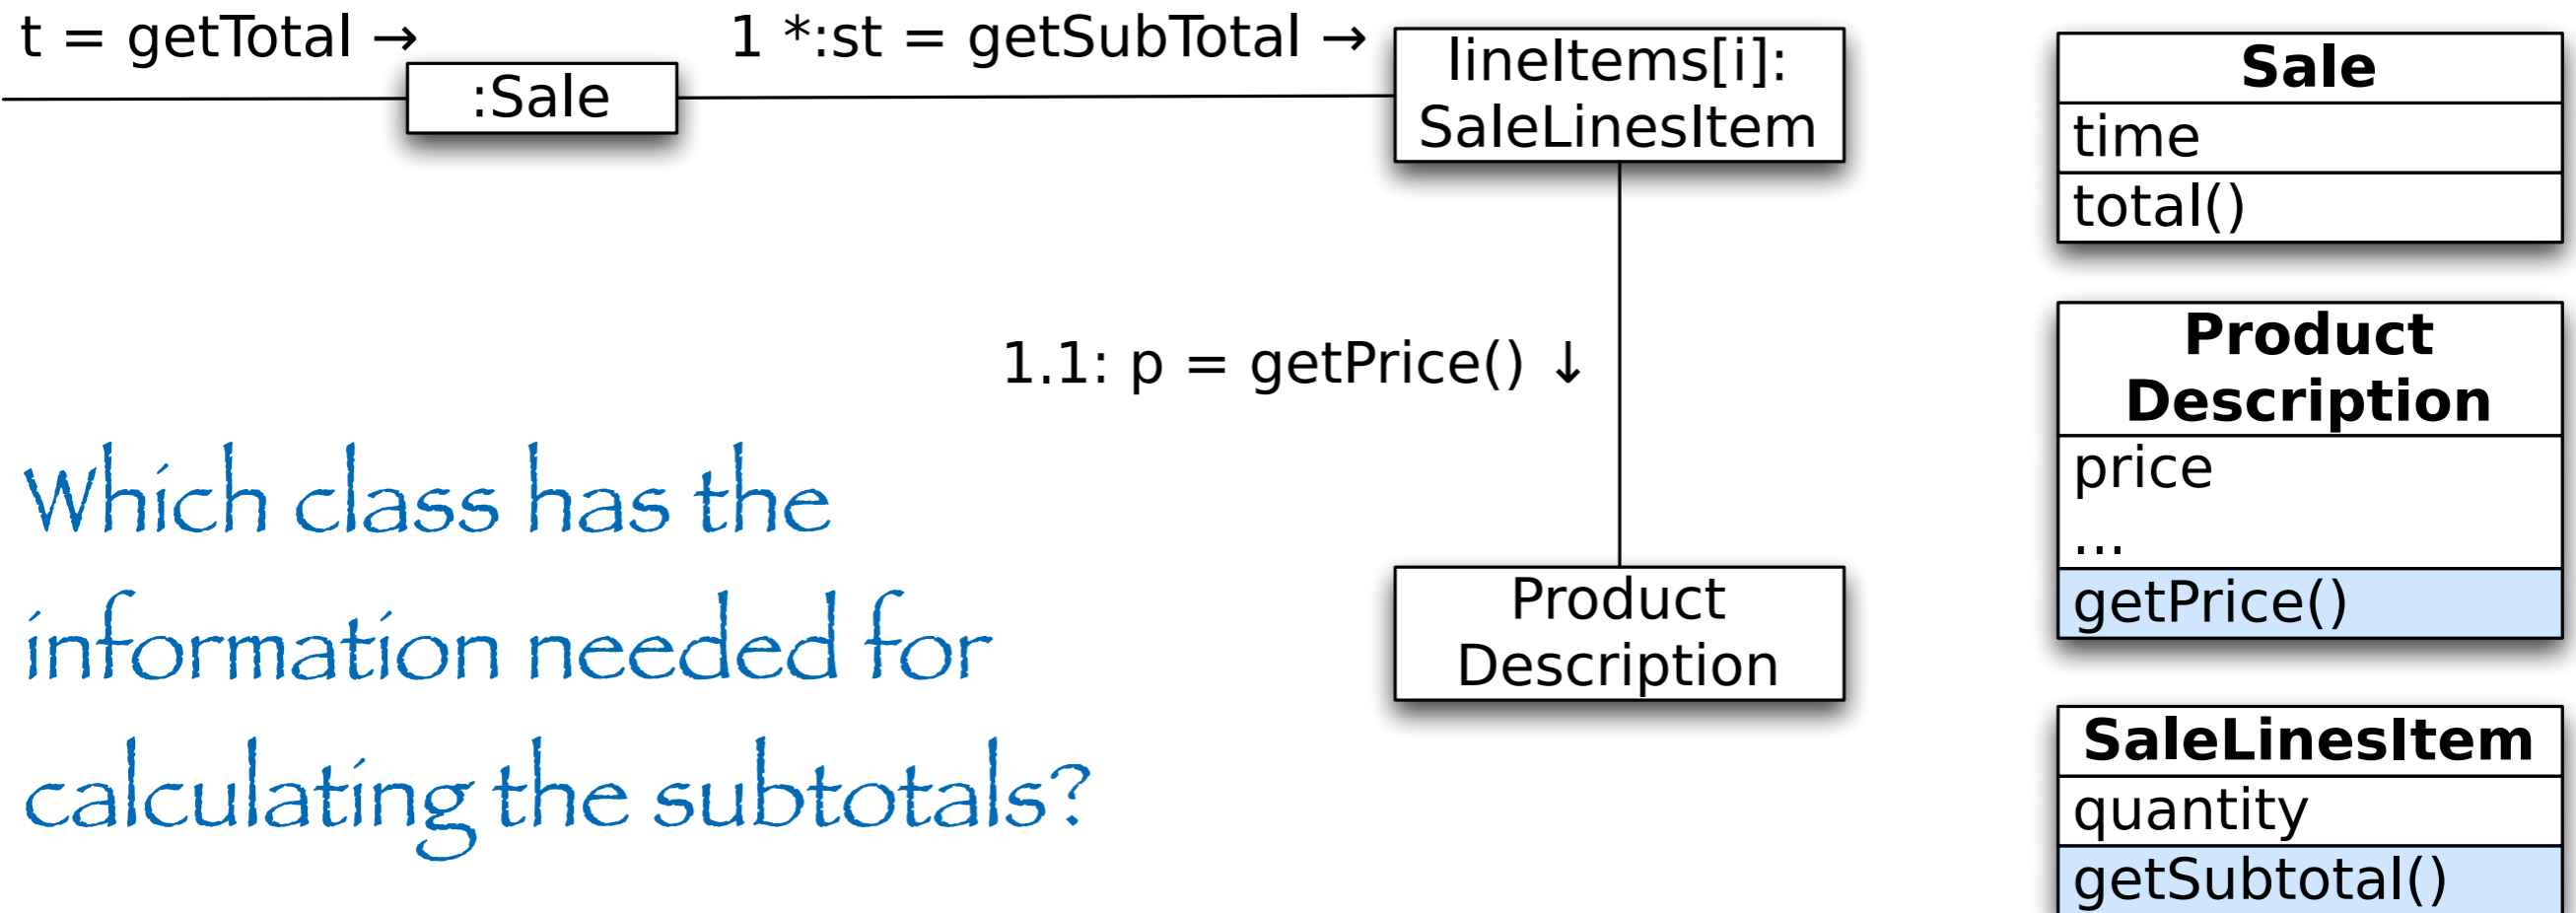 t = getTotal →
1 *:st = getSubTotal →
:Sale
lineItems[i]:
SaleLinesItem
1.1: p = getPrice() ↓
Product
Description
Which class has the
information needed for
calculating the subtotals?
Sale
time
total()
Product
Description
price
...
getPrice()
SaleLinesItem
quantity
getSubtotal()